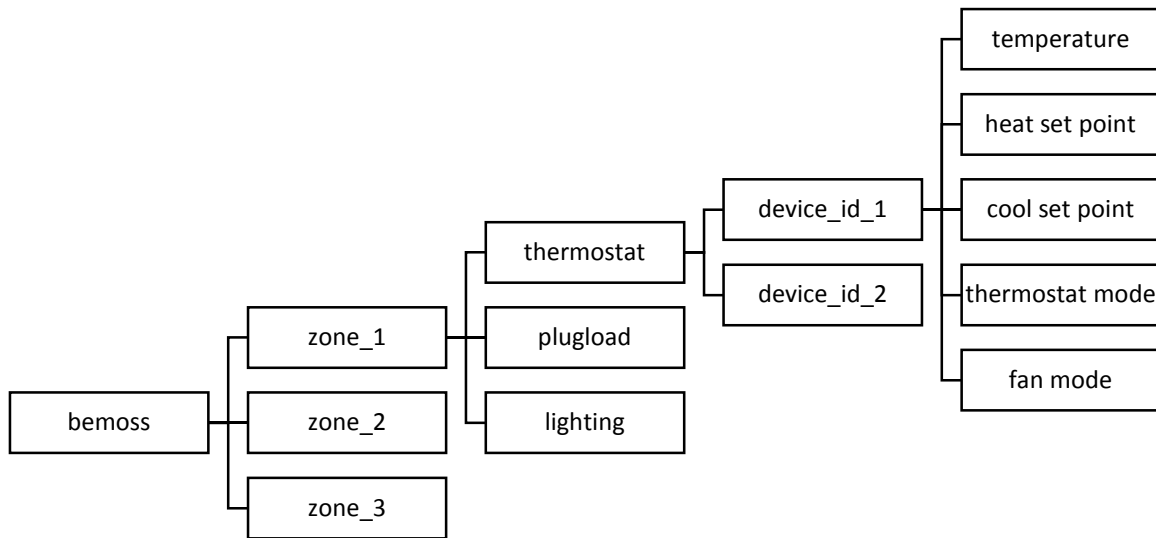 temperature
heat set point
device_id_1
cool set point
thermostat
device_id_2
thermostat mode
zone_1
plugload
fan mode
bemoss
zone_2
lighting
zone_3